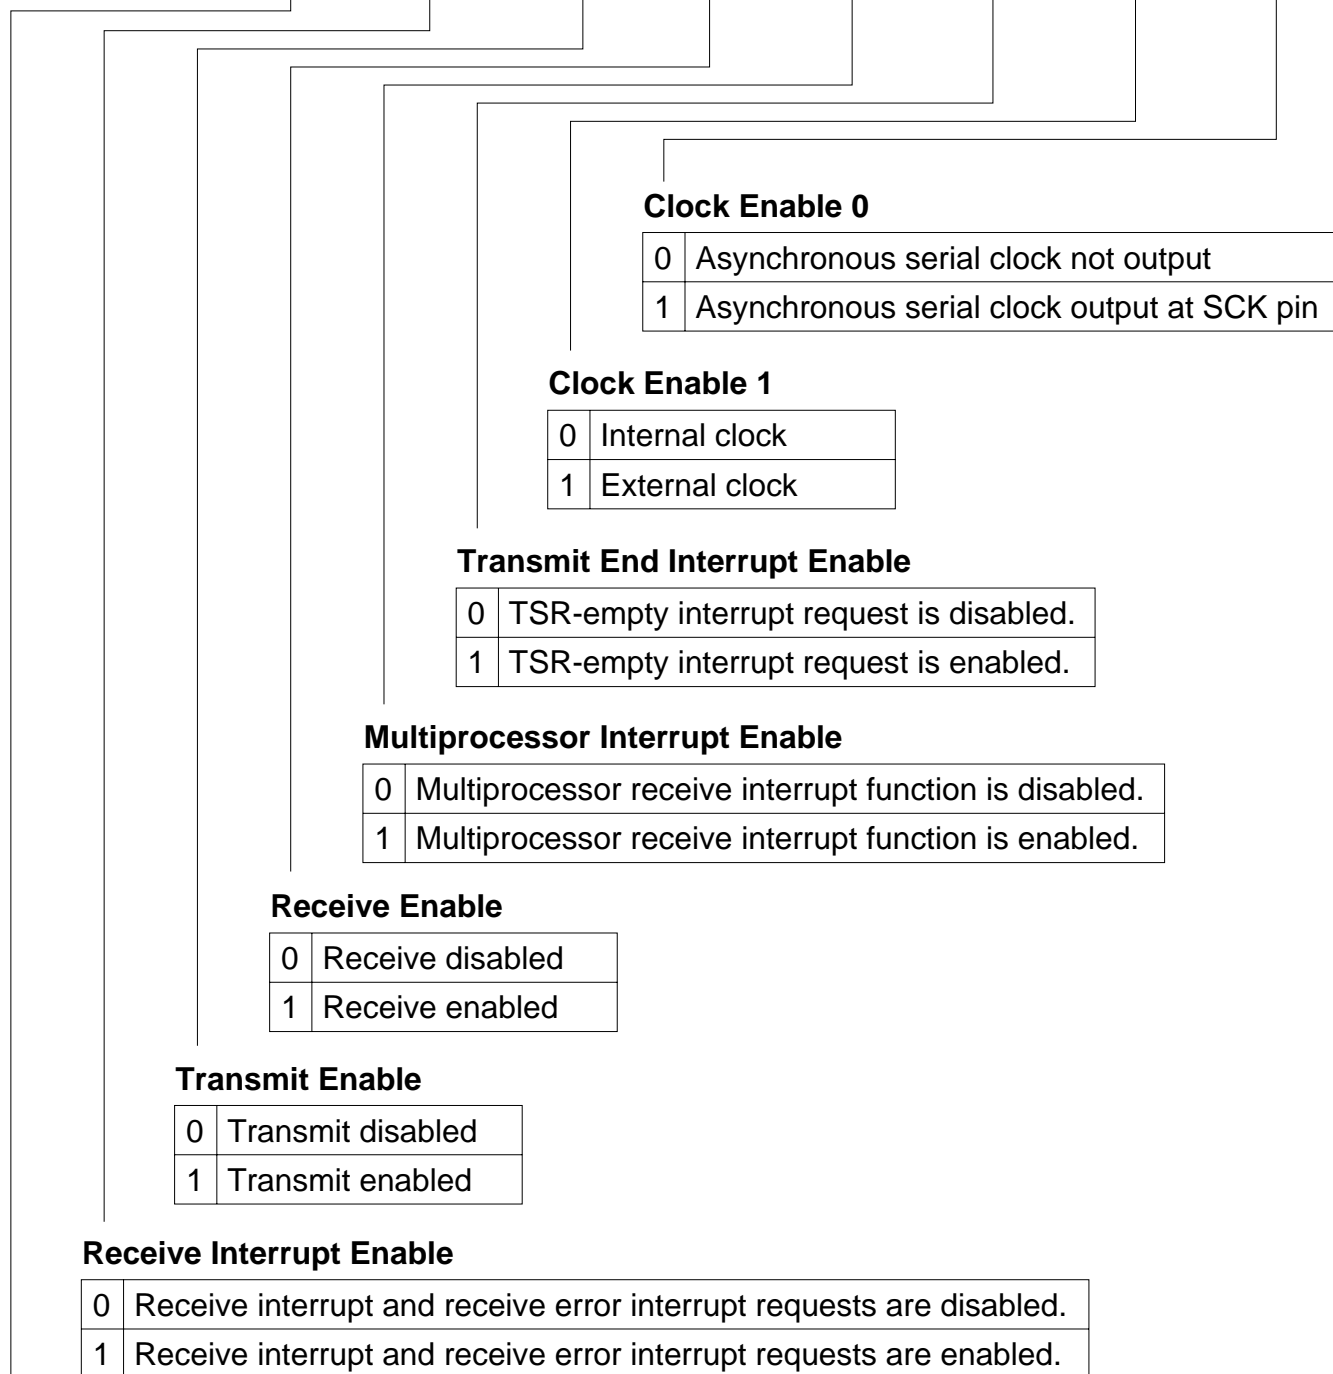 Clock Enable 0
0 Asynchronous serial clock not output
1 Asynchronous serial clock output at SCK pin
Clock Enable 1
0 Internal clock
1 External clock
Transmit End Interrupt Enable
0 TSR-empty interrupt request is disabled.
1 TSR-empty interrupt request is enabled.
Multiprocessor Interrupt Enable
0 Multiprocessor receive interrupt function is disabled.
1 Multiprocessor receive interrupt function is enabled.
Receive Enable
0 Receive disabled
1 Receive enabled
Transmit Enable
0 Transmit disabled
1 Transmit enabled
Receive Interrupt Enable
0 Receive interrupt and receive error interrupt requests are disabled.
1 Receive interrupt and receive error interrupt requests are enabled.